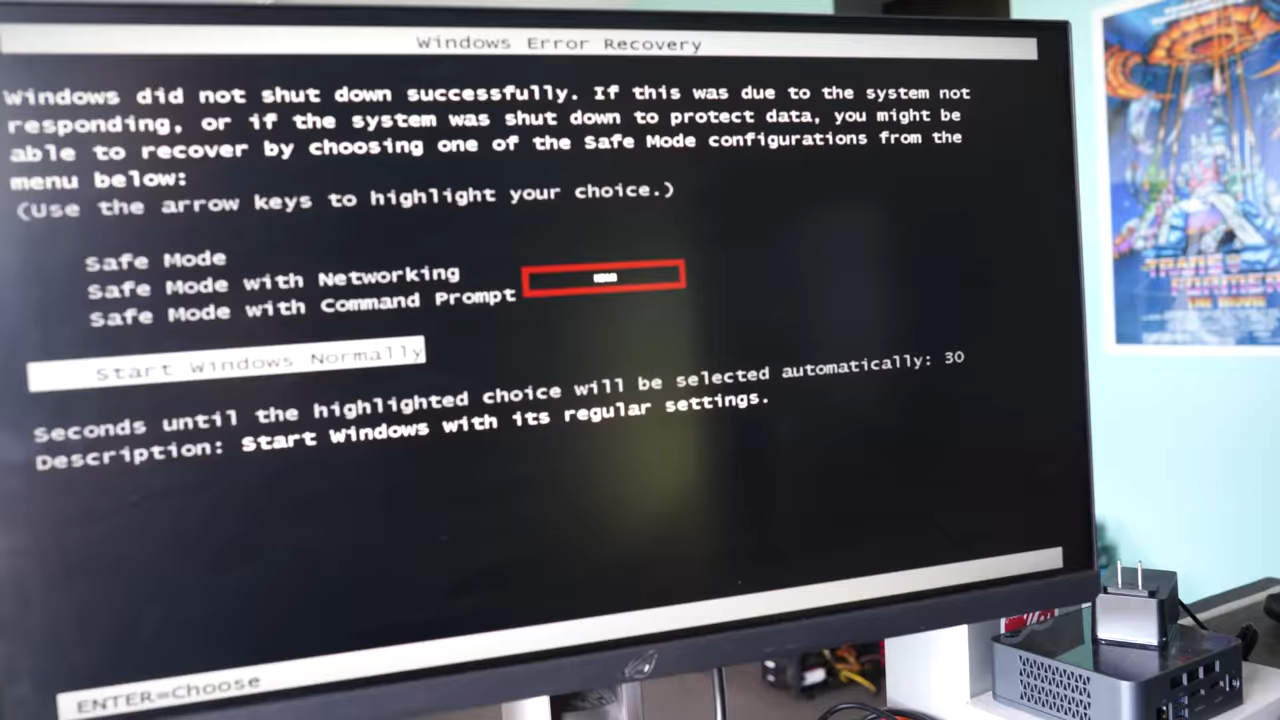 Windows Error Recovery
Windows did not shut down successfully. If this was due to the system not
responding, or if the system was shut down to protect data, you might be
able to recover by choosing one of the Safe Mode configurations from the
menu below:
(Use the arrow keys to highlight your choice.)
Safe Mode
Safe Mode with Networking
Safe Mode with Command Prompt
Start Windows Normally
Seconds until the highlighted choice will be selected automatically: 30
Description: Start Windows with its regular settings.
ENTER=Choose
THE MOVIE